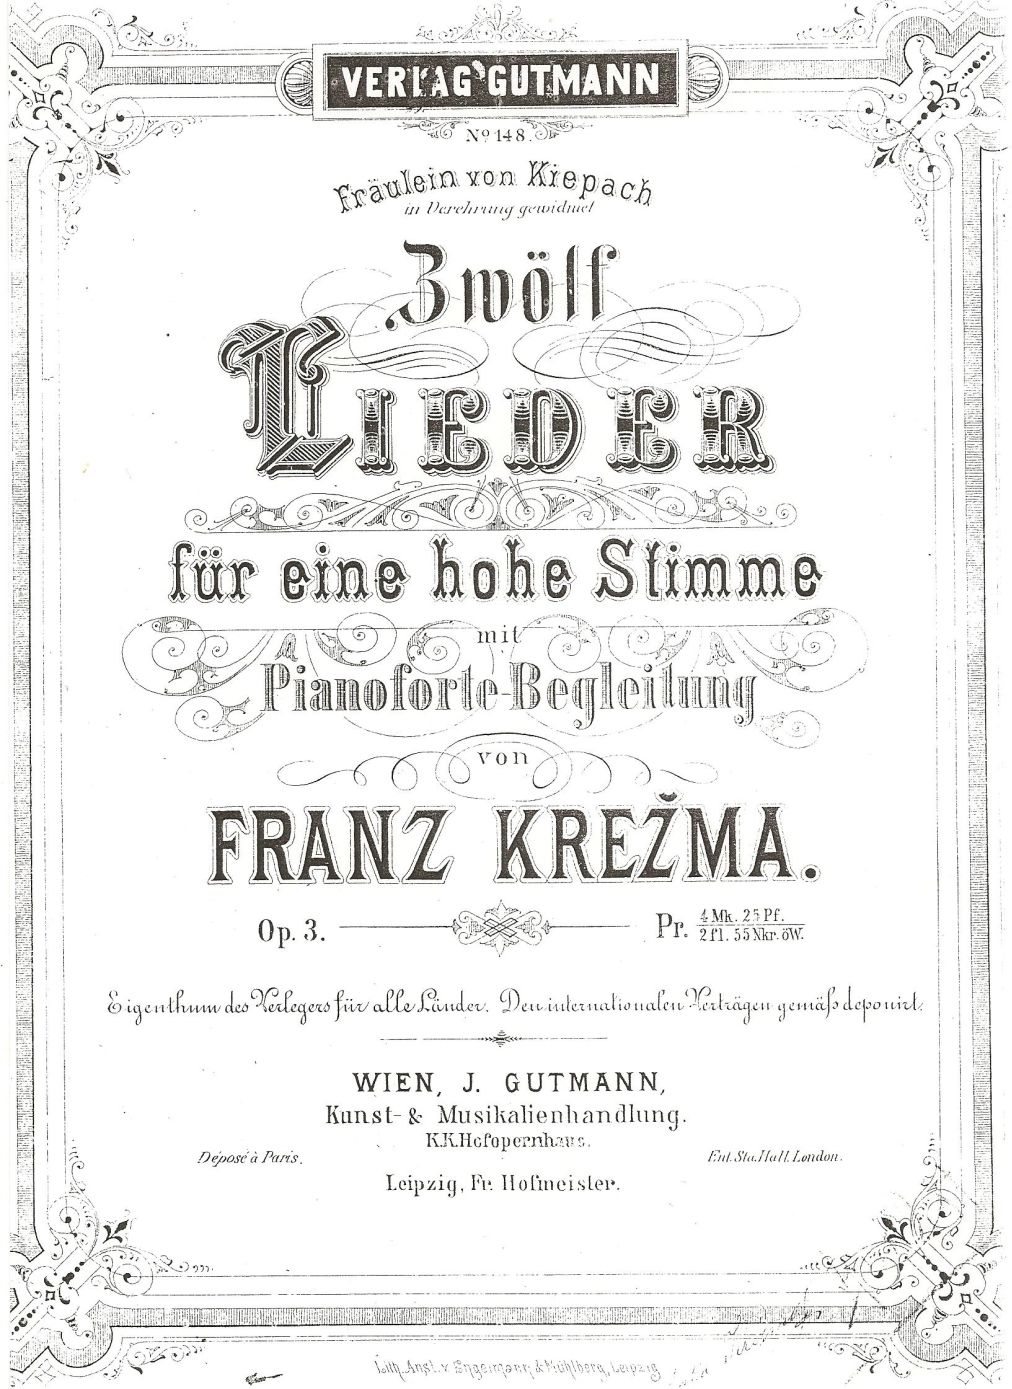 VERLAG GUTMANN
No. 148.
Fräulein von Kiepach
in Verehrung gewidmet
Zwölf
LIEDER
für eine hohe Stimme
mit
Pianoforte-Begleitung
von
FRANZ KREŽMA.
Op. 3.
Pr. 4 Mk. 25 Pf.
2 fl. 55 Nkr. öW.
Eigenthum des Verlegers für alle Länder. Den internationalen Verträgen gemäſs deponirt.
WIEN, J. GUTMANN,
Kunst- & Musikalienhandlung.
K.K. Hofopernhaus.
Déposé à Paris.
Ent. Sta. Hall. London.
Leipzig, Fr. Hofmeister.
Lith. Anst. v. Engelmann & Mühlberg, Leipzig